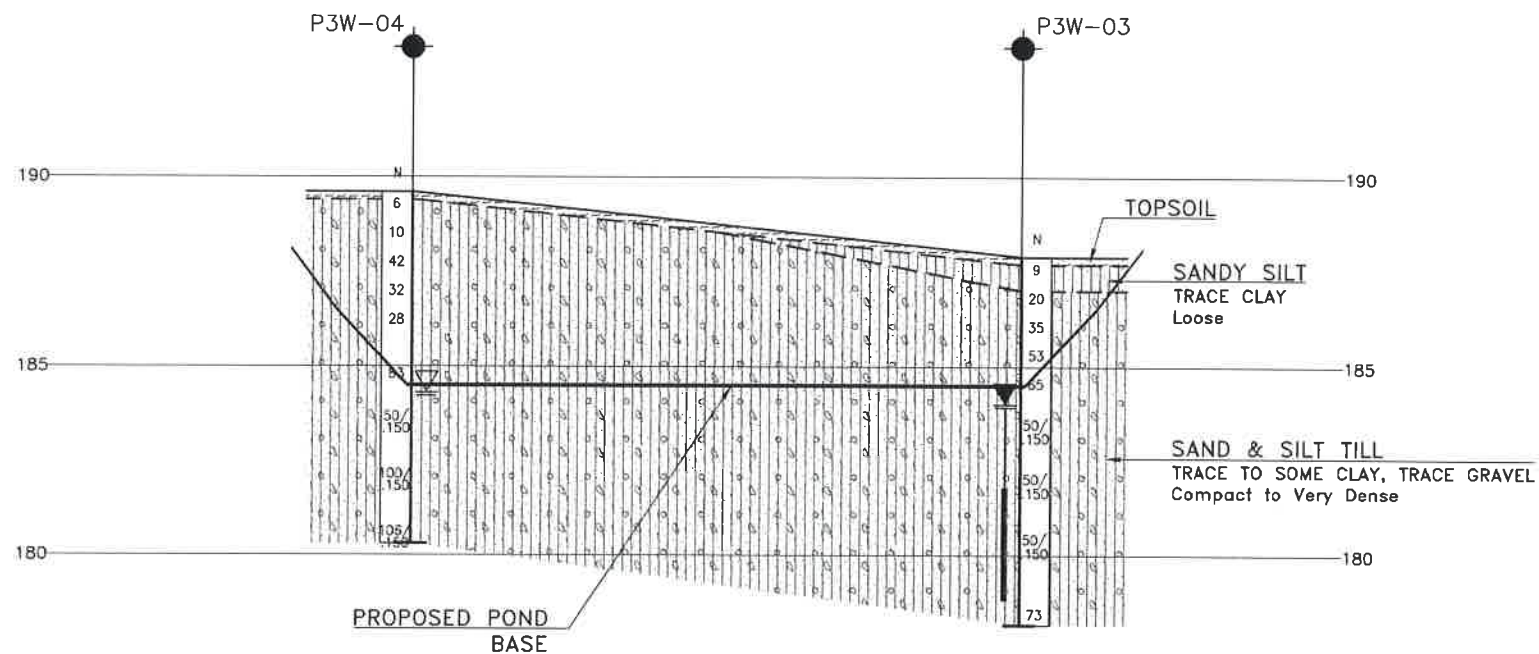 P3W-04
P3W-03
190
190
N
6
10
42
32
28
50/
.150
100/
.150
105/
.150
N
9
20
35
53
65
50/
.150
50/
.150
50/
.150
73
TOPSOIL
SANDY SILT
TRACE CLAY
Loose
185
185
SAND & SILT TILL
TRACE TO SOME CLAY, TRACE GRAVEL
Compact to Very Dense
180
180
PROPOSED POND
BASE